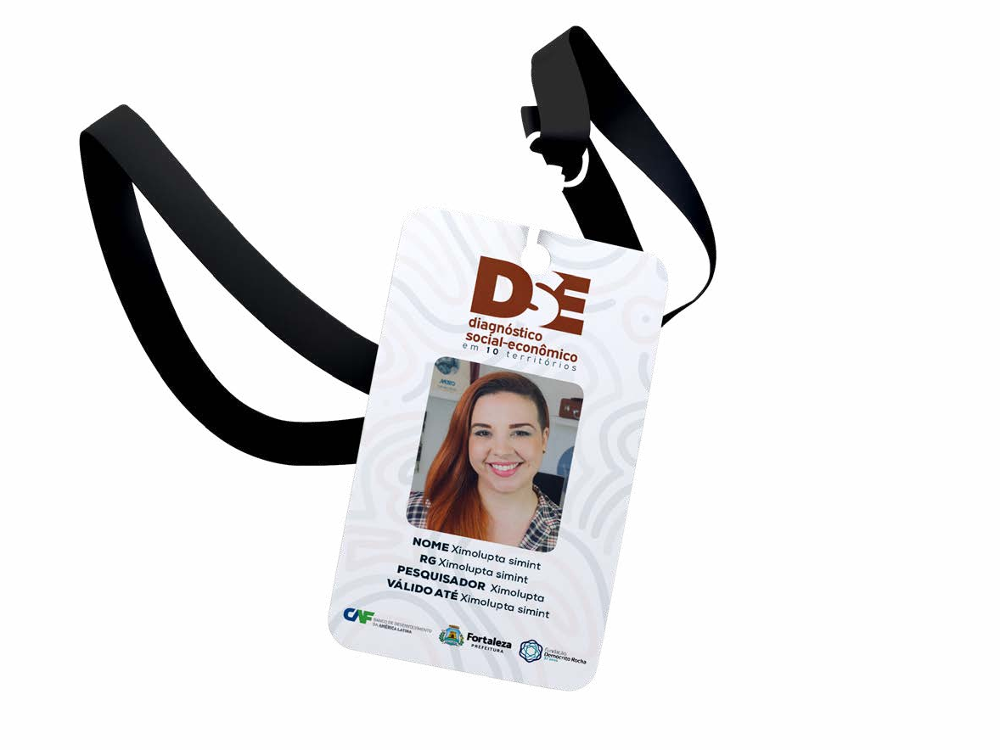 DSE
diagnóstico
social-econômico
em 10 territórios
NOME Ximolupta simint
RG Ximolupta simint
PESQUISADOR Ximolupta
VÁLIDO ATÉ Ximolupta simint
CAF BANCO DE DESENVOLVIMENTO
DA AMÉRICA LATINA
Fortaleza
PREFEITURA
Fundação
Demócrito Rocha